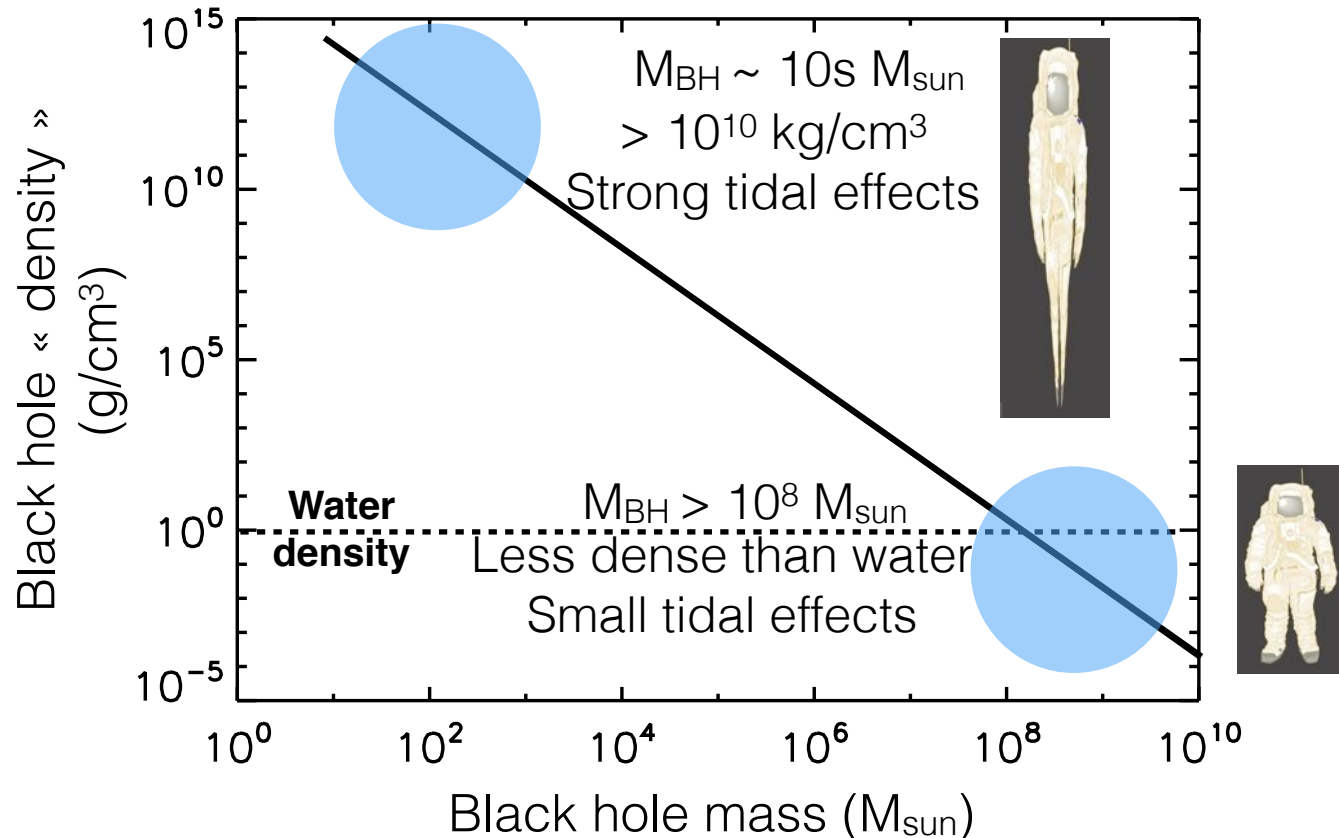 Black hole « density »
(g/cm³)
10¹⁵
10¹⁰
10⁵
10⁰
10⁻⁵
M_BH ~ 10s M_sun
> 10¹⁰ kg/cm³
Strong tidal effects
Water
density
M_BH > 10⁸ M_sun
Less dense than water
Small tidal effects
10⁰ 10² 10⁴ 10⁶ 10⁸ 10¹⁰
Black hole mass (M_sun)